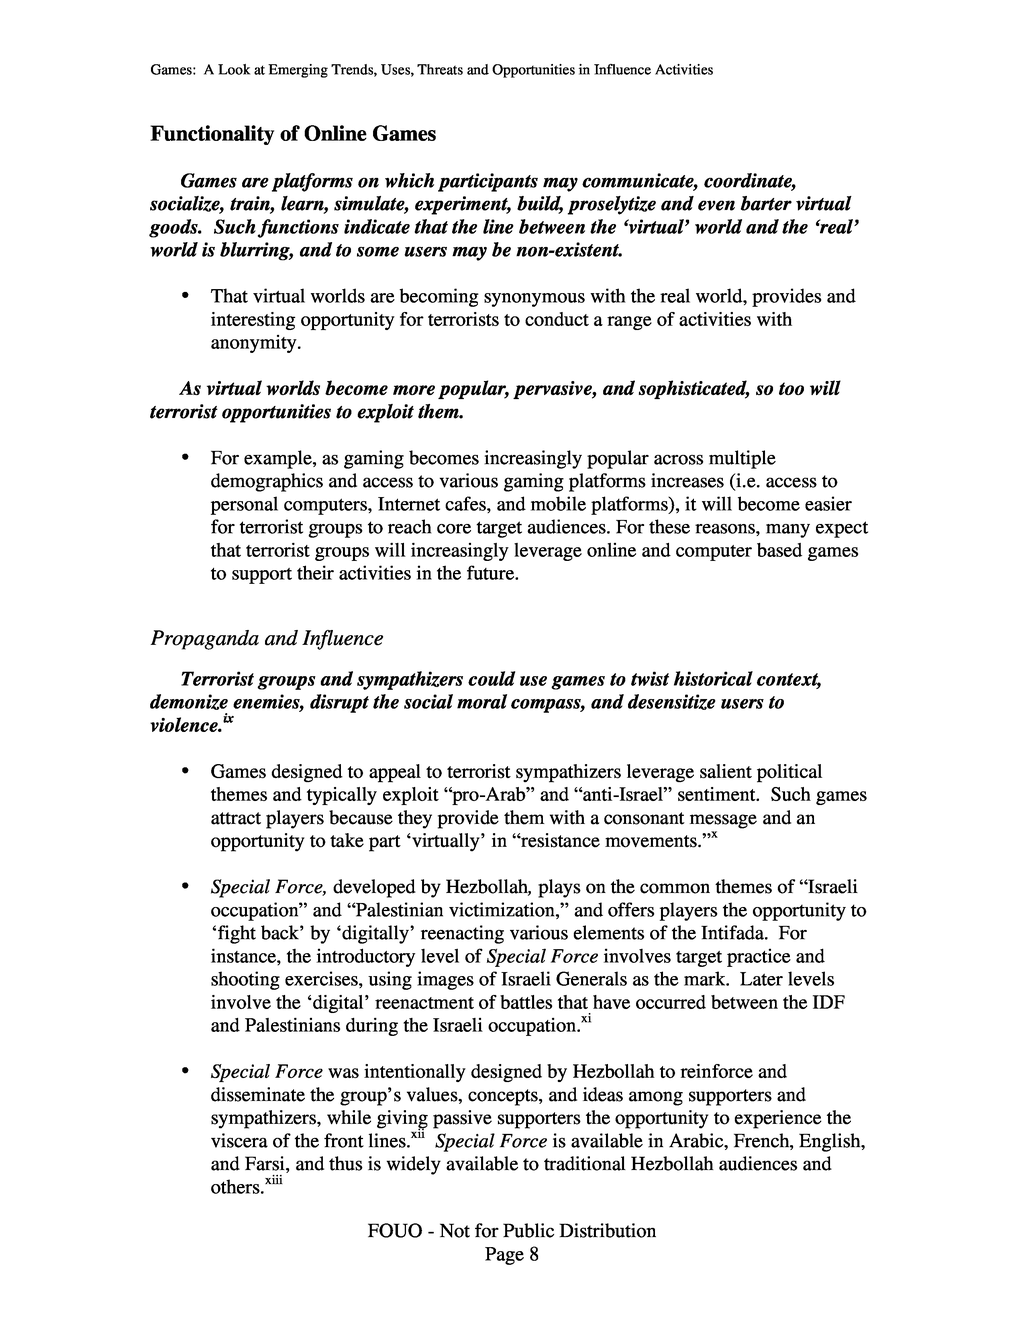 Games:  A Look at Emerging Trends, Uses, Threats and Opportunities in Influence Activities
Functionality of Online Games
Games are platforms on which participants may communicate, coordinate,
socialize, train, learn, simulate, experiment, build, proselytize and even barter virtual
goods.  Such functions indicate that the line between the ‘virtual’ world and the ‘real’
world is blurring, and to some users may be non-existent.
• That virtual worlds are becoming synonymous with the real world, provides and
interesting opportunity for terrorists to conduct a range of activities with
anonymity.
As virtual worlds become more popular, pervasive, and sophisticated, so too will
terrorist opportunities to exploit them.
• For example, as gaming becomes increasingly popular across multiple
demographics and access to various gaming platforms increases (i.e. access to
personal computers, Internet cafes, and mobile platforms), it will become easier
for terrorist groups to reach core target audiences. For these reasons, many expect
that terrorist groups will increasingly leverage online and computer based games
to support their activities in the future.
Propaganda and Influence
Terrorist groups and sympathizers could use games to twist historical context,
demonize enemies, disrupt the social moral compass, and desensitize users to
violence.ix
• Games designed to appeal to terrorist sympathizers leverage salient political
themes and typically exploit “pro-Arab” and “anti-Israel” sentiment.  Such games
attract players because they provide them with a consonant message and an
opportunity to take part ‘virtually’ in “resistance movements.”x
• Special Force, developed by Hezbollah, plays on the common themes of “Israeli
occupation” and “Palestinian victimization,” and offers players the opportunity to
‘fight back’ by ‘digitally’ reenacting various elements of the Intifada.  For
instance, the introductory level of Special Force involves target practice and
shooting exercises, using images of Israeli Generals as the mark.  Later levels
involve the ‘digital’ reenactment of battles that have occurred between the IDF
and Palestinians during the Israeli occupation.xi
• Special Force was intentionally designed by Hezbollah to reinforce and
disseminate the group’s values, concepts, and ideas among supporters and
sympathizers, while giving passive supporters the opportunity to experience the
viscera of the front lines.xii  Special Force is available in Arabic, French, English,
and Farsi, and thus is widely available to traditional Hezbollah audiences and
others.xiii
FOUO - Not for Public Distribution
Page 8